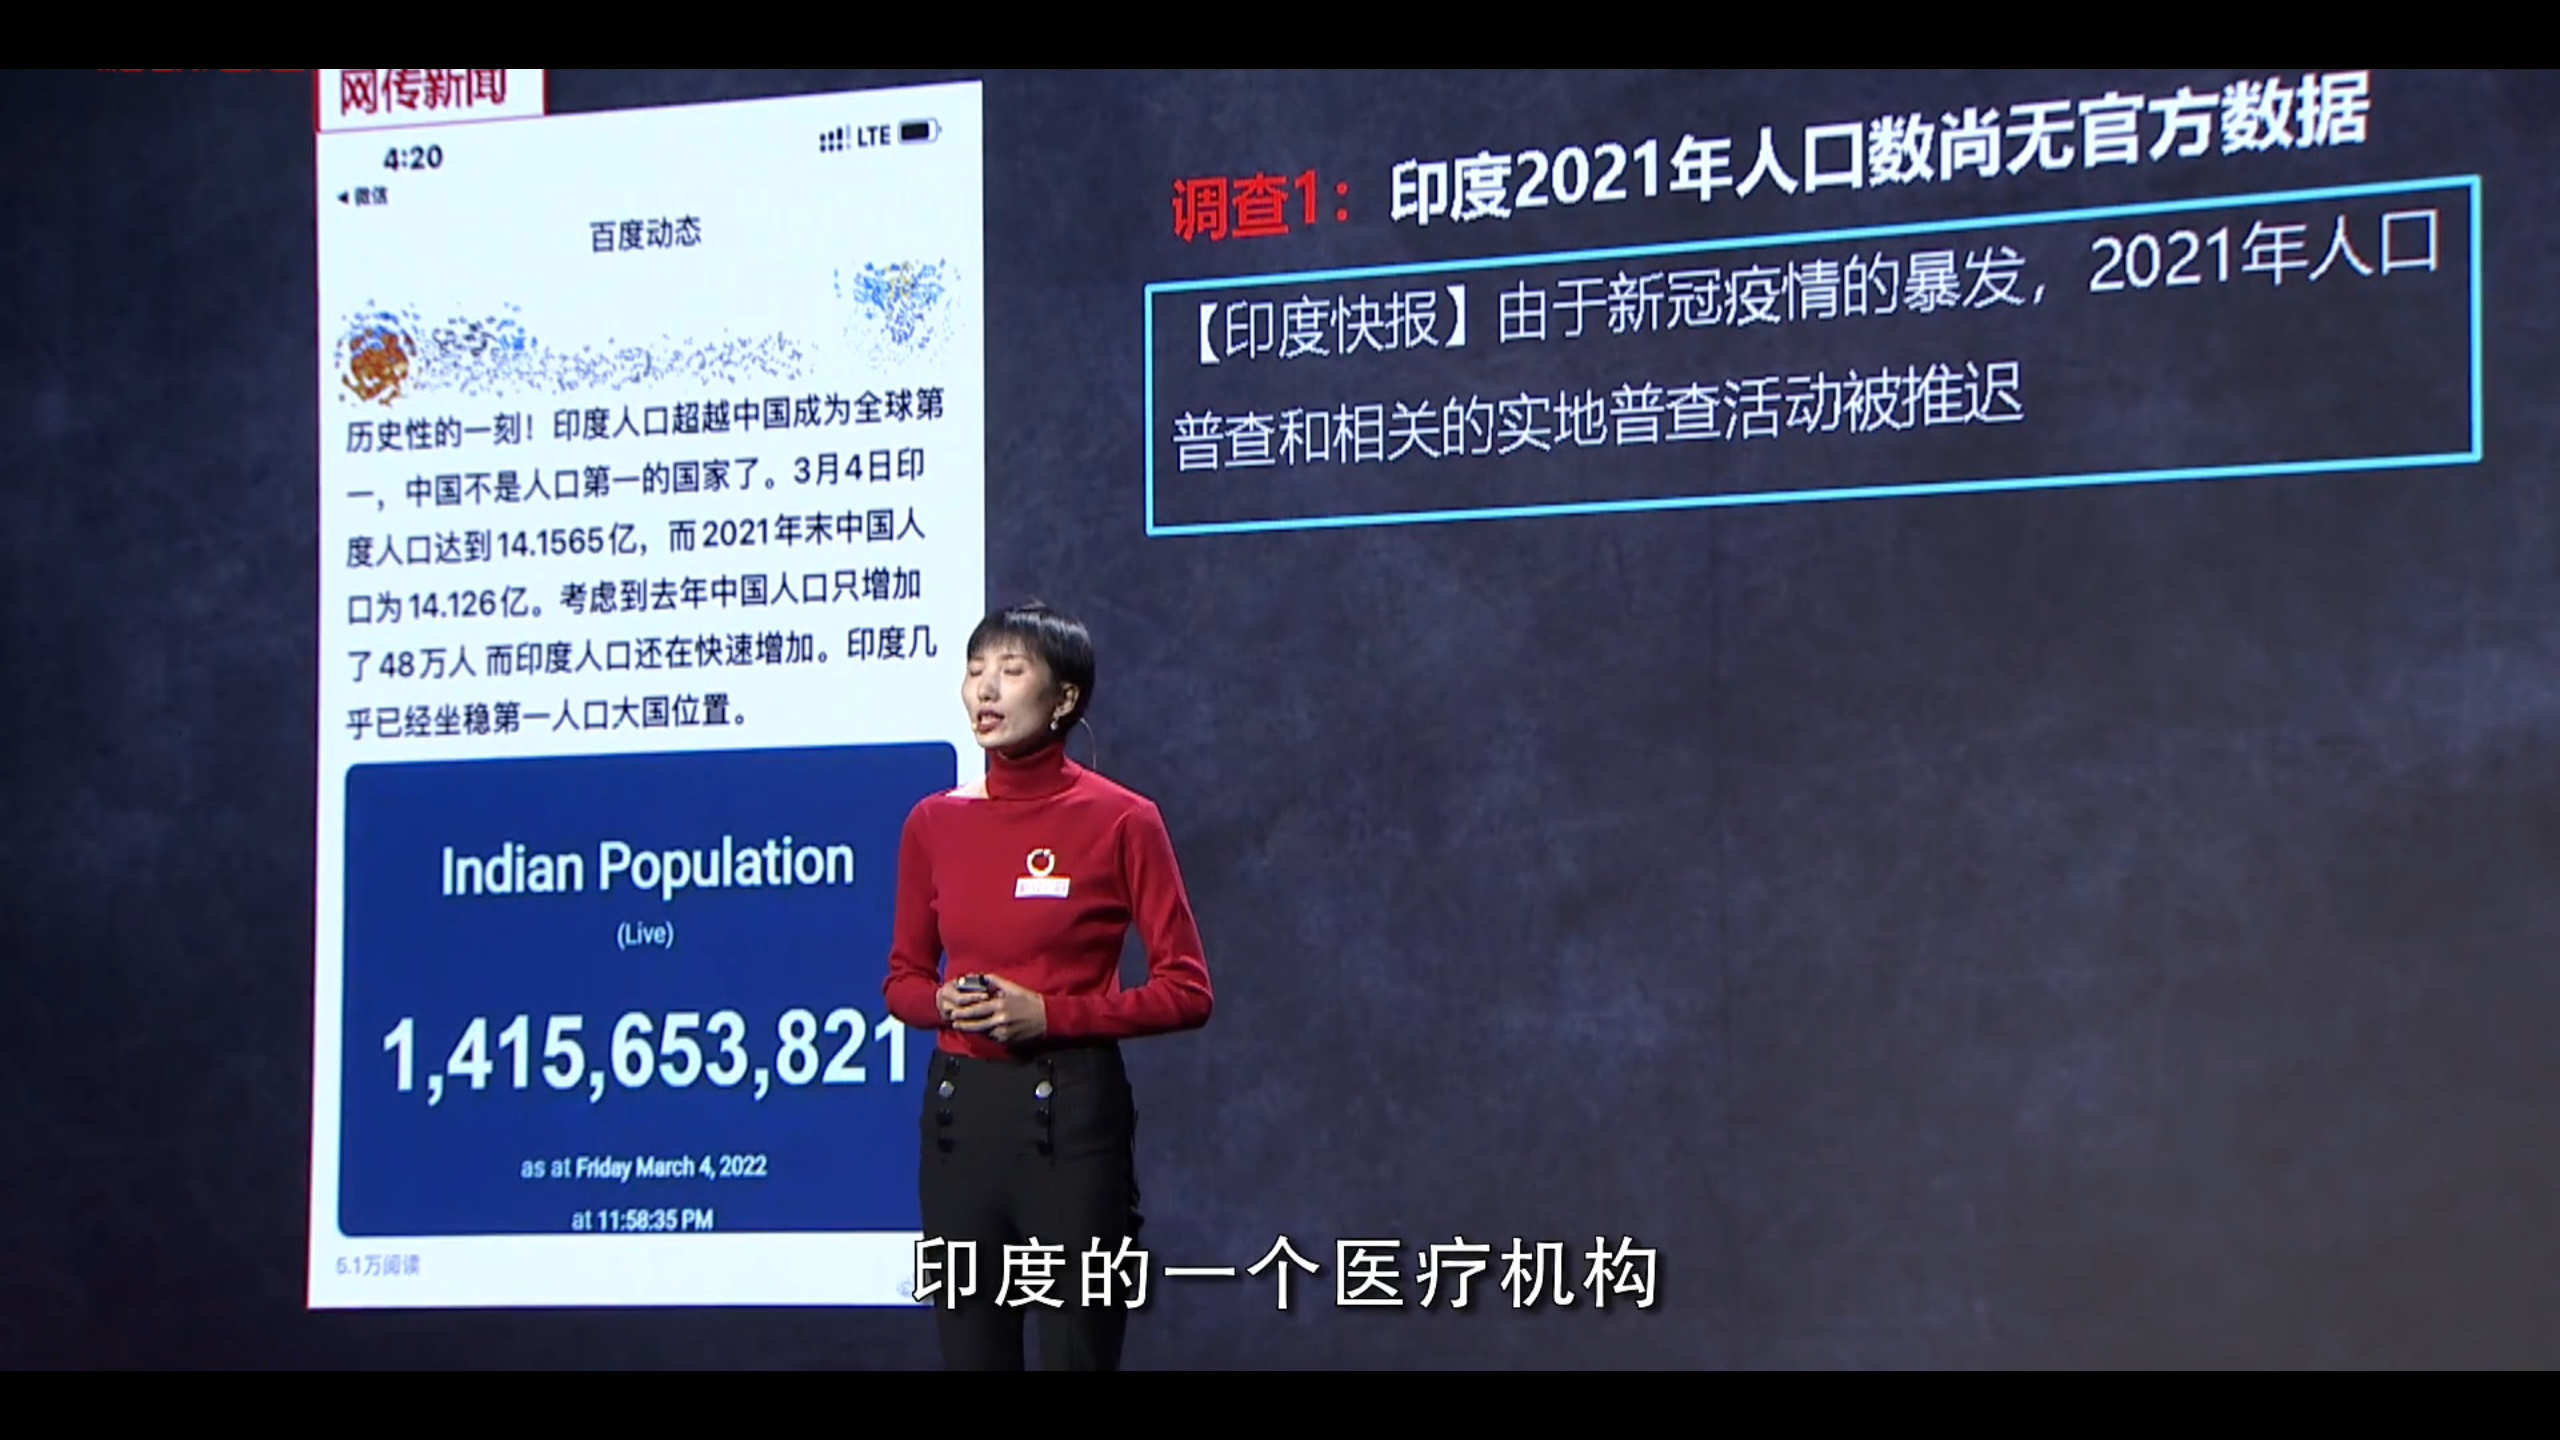 网传新闻
4:20
LTE
微信
百度动态
历史性的一刻！印度人口超越中国成为全球第
一，中国不是人口第一的国家了。3月4日印
度人口达到14.1565亿，而2021年末中国人
口为14.126亿。考虑到去年中国人口只增加
了48万人 而印度人口还在快速增加。印度几
乎已经坐稳第一人口大国位置。
Indian Population
(Live)
1,415,653,821
as at Friday March 4, 2022
at 11:58:35 PM
5.1万阅读
调查1：印度2021年人口数尚无官方数据
【印度快报】由于新冠疫情的暴发，2021年人口
普查和相关的实地普查活动被推迟
印度的一个医疗机构